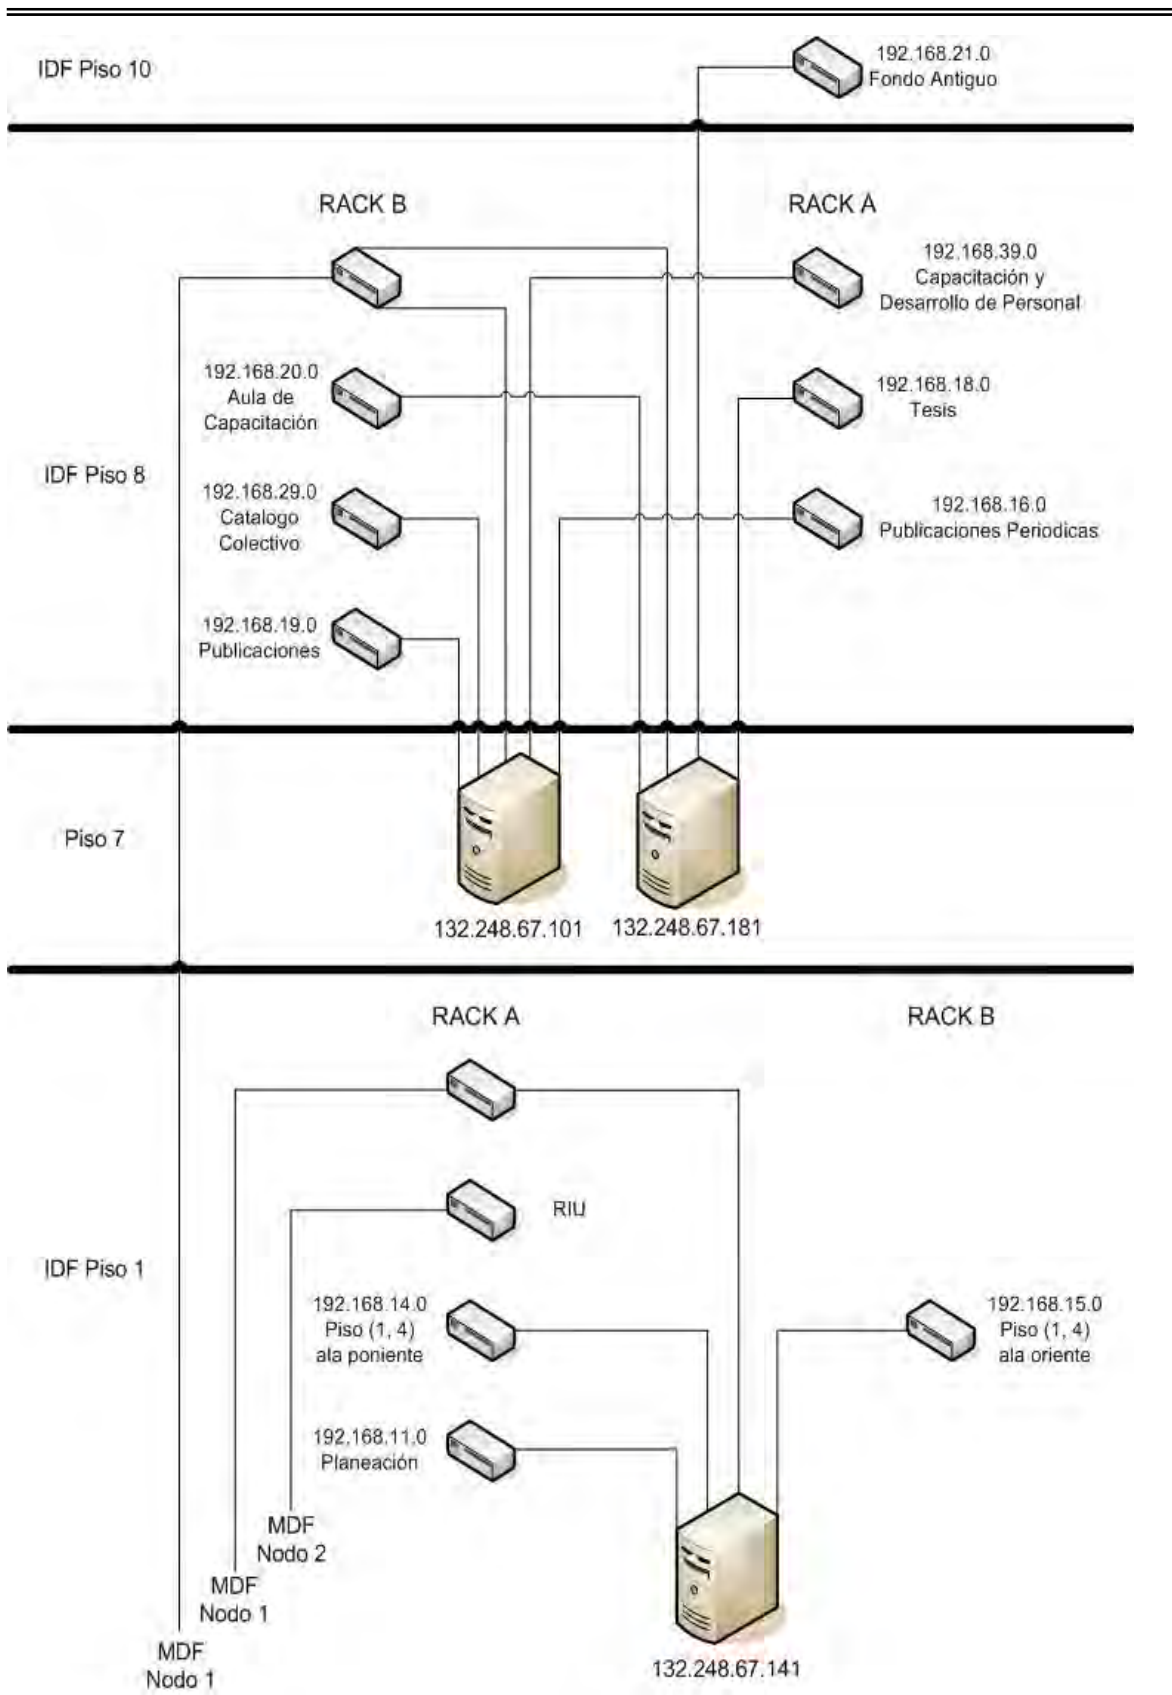 192.168.21.0
Fondo Antiguo
IDF Piso 10
RACK B
RACK A
192.168.39.0
Capacitación y
Desarrollo de Personal
192.168.20.0
Aula de
Capacitación
192.168.18.0
Tesis
IDF Piso 8
192.168.29.0
Catalogo
Colectivo
192.168.16.0
Publicaciones Periodicas
192.168.19.0
Publicaciones
Piso 7
132.248.67.101
132.248.67.181
RACK A
RACK B
RIU
IDF Piso 1
192.168.14.0
Piso (1, 4)
ala poniente
192.168.15.0
Piso (1, 4)
ala oriente
192.168.11.0
Planeación
MDF
Nodo 2
MDF
Nodo 1
MDF
Nodo 1
132.248.67.141